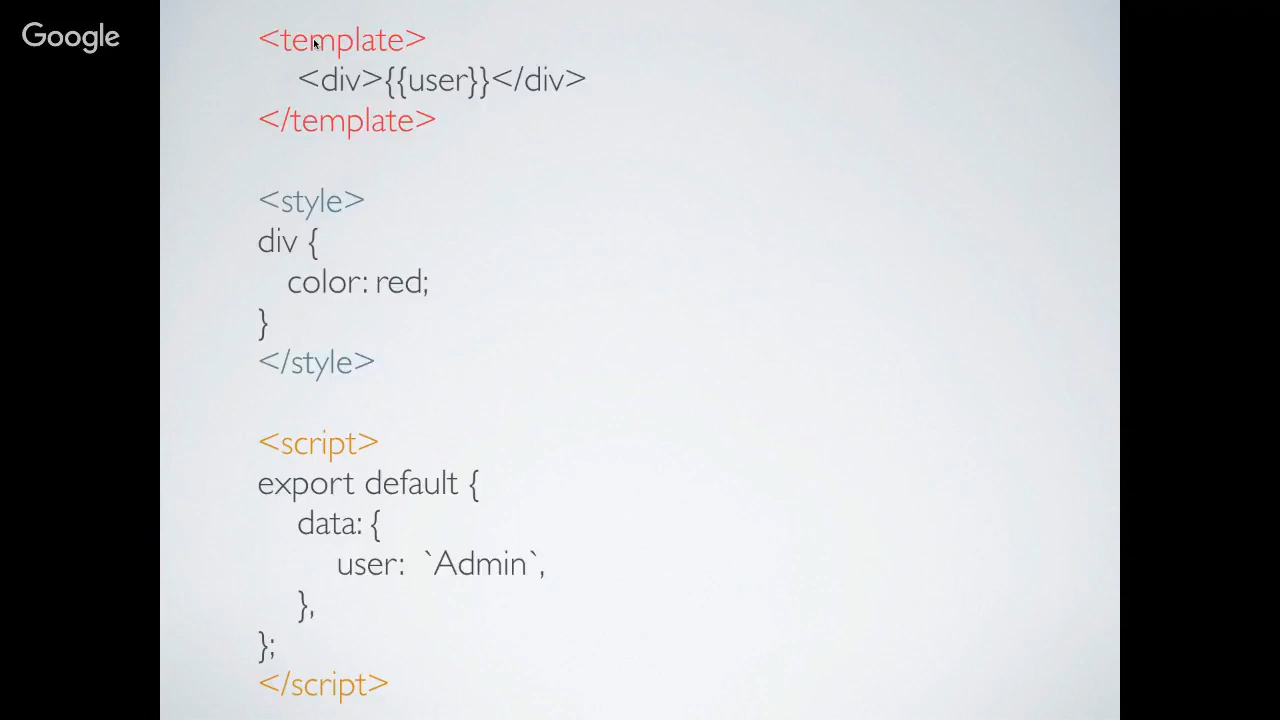 Google
<template>
<div>{{user}}</div>
</template>
<style>
div {
color: red;
}
</style>
<script>
export default {
data: {
user: `Admin`,
},
};
</script>